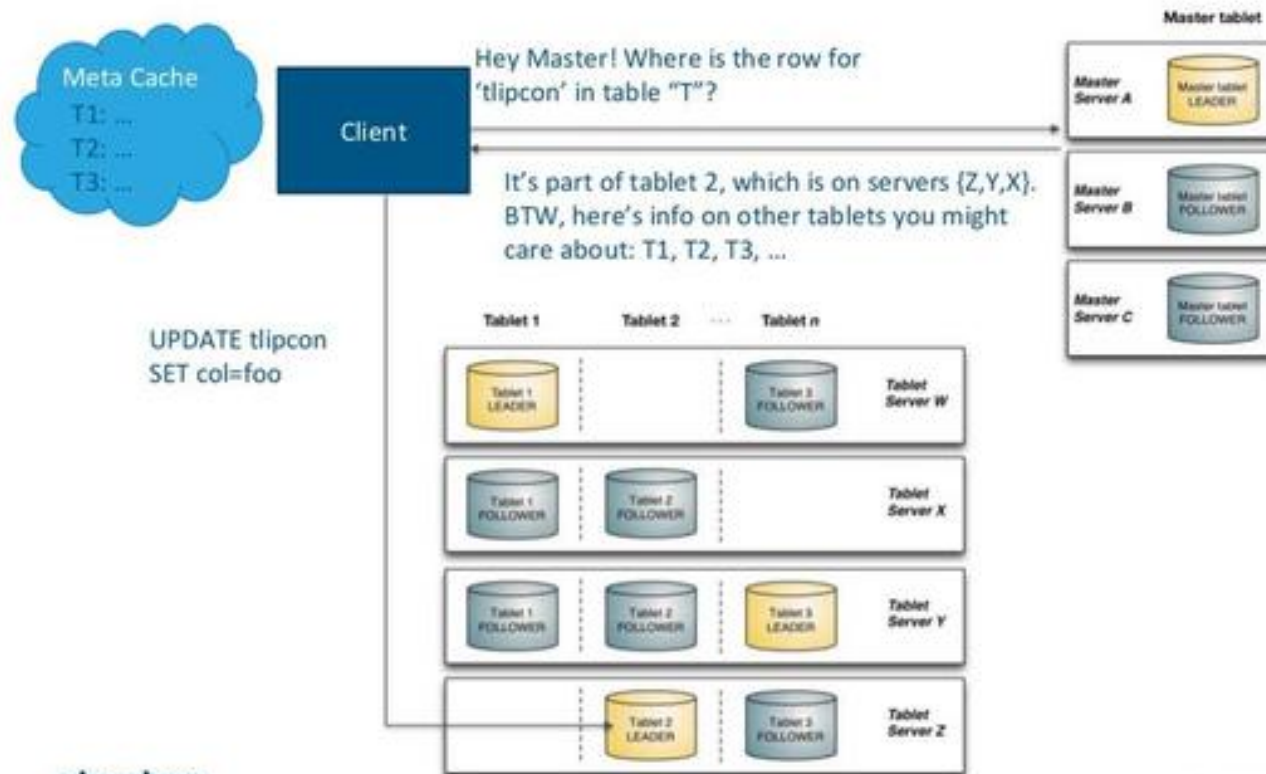 Master tablet
Meta Cache
T1: ...
T2: ...
T3: ...
Client
Hey Master! Where is the row for
'tlipcon' in table “T”?
It's part of tablet 2, which is on servers {Z,Y,X}.
BTW, here's info on other tablets you might
care about: T1, T2, T3, ...
Master
Server A
Master tablet
LEADER
Master
Server B
Master tablet
FOLLOWER
Master
Server C
Master tablet
FOLLOWER
UPDATE tlipcon
SET col=foo
Tablet 1 Tablet 2 ... Tablet n
Tablet 1
LEADER
Tablet 3
FOLLOWER
Tablet
Server W
Tablet 1
FOLLOWER
Tablet 2
FOLLOWER
Tablet
Server X
Tablet 1
FOLLOWER
Tablet 2
FOLLOWER
Tablet 3
LEADER
Tablet
Server Y
Tablet 2
LEADER
Tablet 3
FOLLOWER
Tablet
Server Z